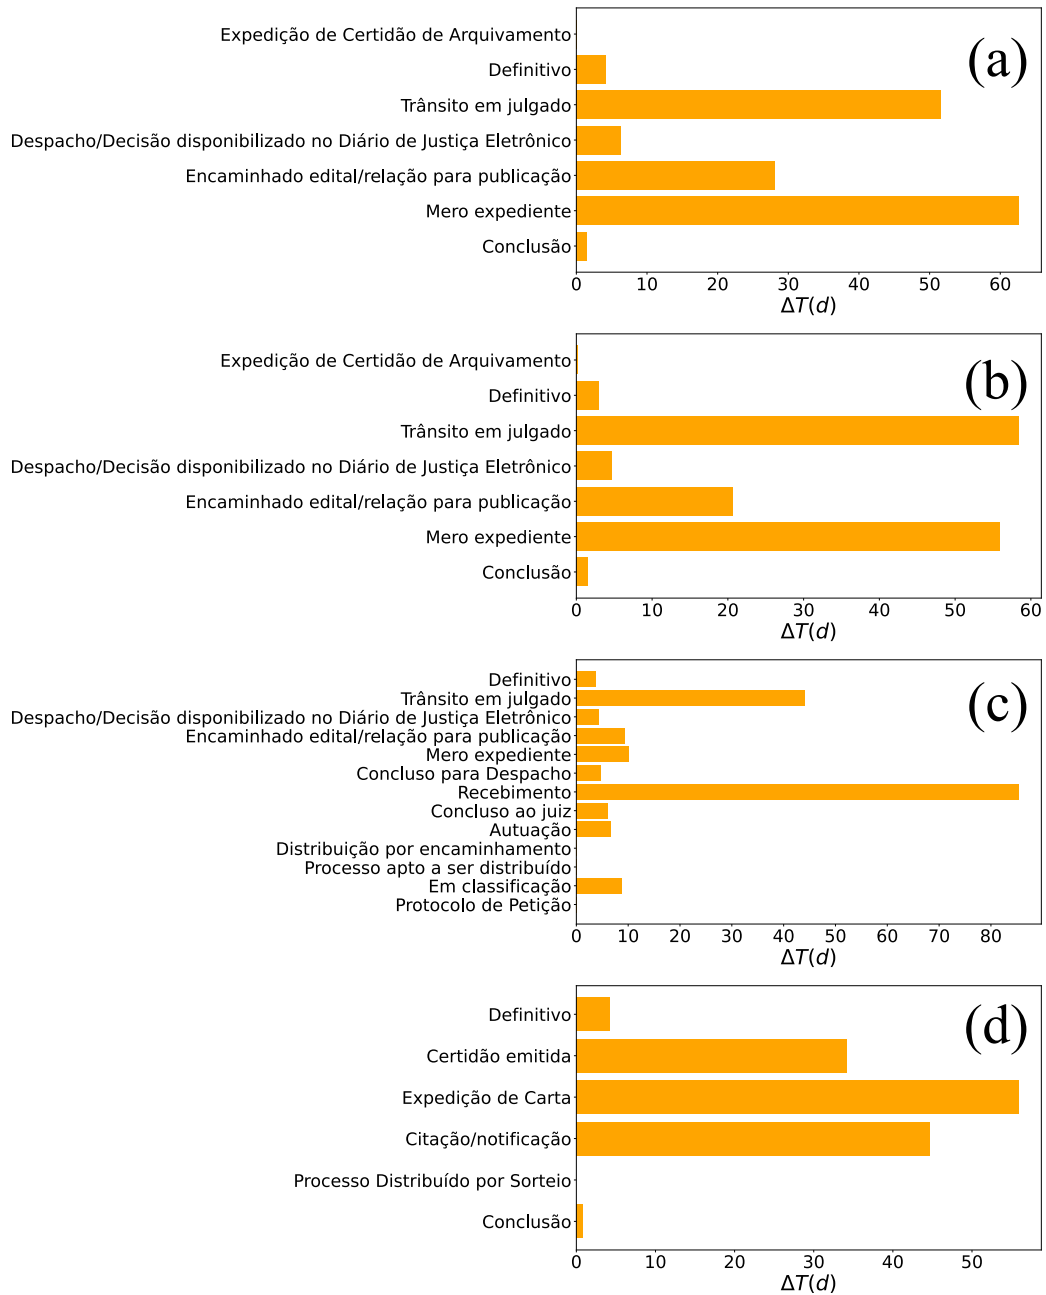 (a)
Expedição de Certidão de Arquivamento
Definitivo
Trânsito em julgado
Despacho/Decisão disponibilizado no Diário de Justiça Eletrônico
Encaminhado edital/relação para publicação
Mero expediente
Conclusão
0 10 20 30 40 50 60
ΔT(d)
(b)
Expedição de Certidão de Arquivamento
Definitivo
Trânsito em julgado
Despacho/Decisão disponibilizado no Diário de Justiça Eletrônico
Encaminhado edital/relação para publicação
Mero expediente
Conclusão
0 10 20 30 40 50 60
ΔT(d)
(c)
Definitivo
Trânsito em julgado
Despacho/Decisão disponibilizado no Diário de Justiça Eletrônico
Encaminhado edital/relação para publicação
Mero expediente
Concluso para Despacho
Recebimento
Concluso ao juiz
Autuação
Distribuição por encaminhamento
Processo apto a ser distribuído
Em classificação
Protocolo de Petição
0 10 20 30 40 50 60 70 80
ΔT(d)
(d)
Definitivo
Certidão emitida
Expedição de Carta
Citação/notificação
Processo Distribuído por Sorteio
Conclusão
0 10 20 30 40 50
ΔT(d)